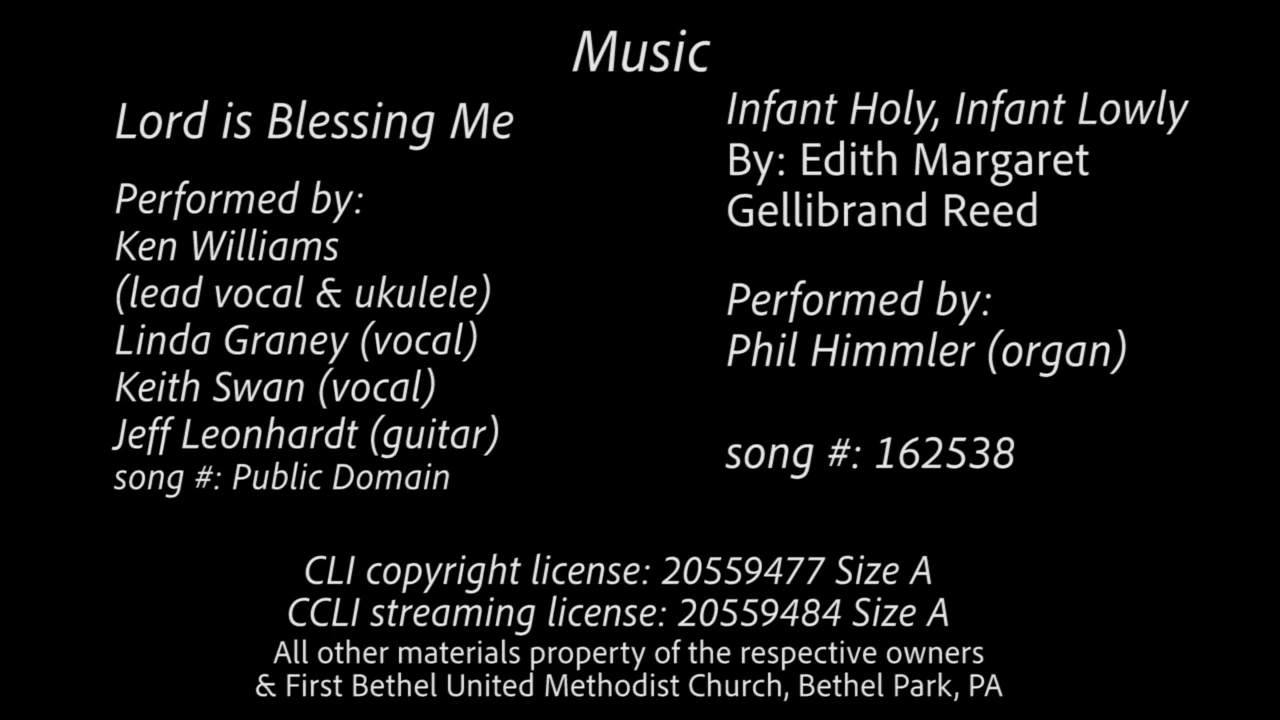 Music
Lord is Blessing Me
Performed by:
Ken Williams
(lead vocal & ukulele)
Linda Graney (vocal)
Keith Swan (vocal)
Jeff Leonhardt (guitar)
song #: Public Domain
Infant Holy, Infant Lowly
By: Edith Margaret
Gellibrand Reed
Performed by:
Phil Himmler (organ)
song #: 162538
CLI copyright license: 20559477 Size A
CCLI streaming license: 20559484 Size A
All other materials property of the respective owners
& First Bethel United Methodist Church, Bethel Park, PA